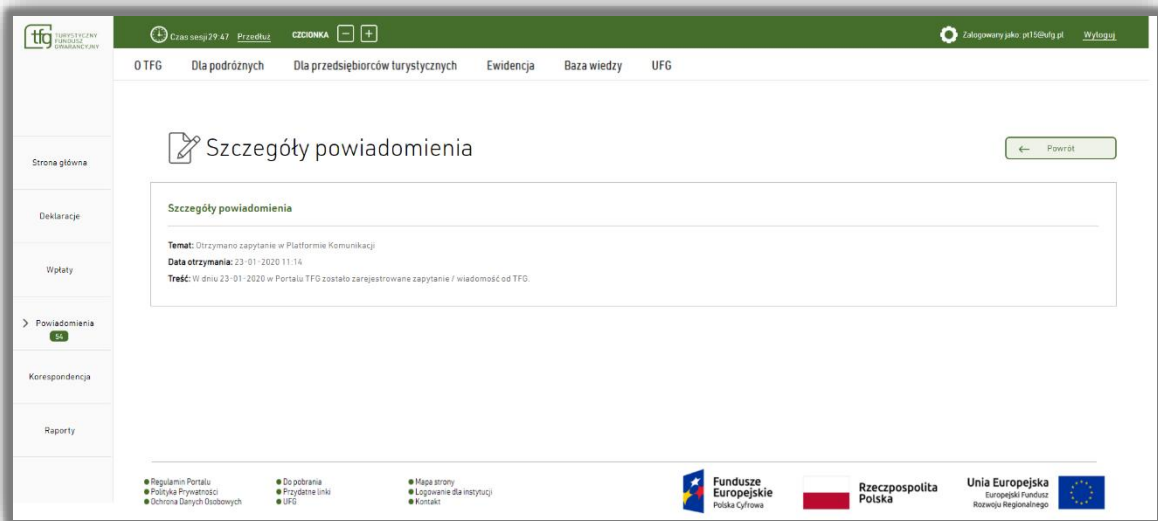 tfg TURYSTYCZNY
FUNDUSZ
GWARANCYJNY
Czas sesji 29:47 Przedłuż CZCIONKA − +
Zalogowany jako: pt15@ufg.pl Wyloguj
O TFG Dla podróżnych Dla przedsiębiorców turystycznych Ewidencja Baza wiedzy UFG
Strona główna
Deklaracje
Wpłaty
Powiadomienia
54
Korespondencja
Raporty
Szczegóły powiadomienia
← Powrót
Szczegóły powiadomienia
Temat: Otrzymano zapytanie w Platformie Komunikacji
Data otrzymania: 23-01-2020 11:14
Treść: W dniu 23-01-2020 w Portalu TFG zostało zarejestrowane zapytanie / wiadomość od TFG.
Regulamin Portalu
Polityka Prywatności
Ochrona Danych Osobowych
Do pobrania
Przydatne linki
UFG
Mapa strony
Logowanie dla instytucji
Kontakt
Fundusze
Europejskie
Polska Cyfrowa
Rzeczpospolita
Polska
Unia Europejska
Europejski Fundusz
Rozwoju Regionalnego